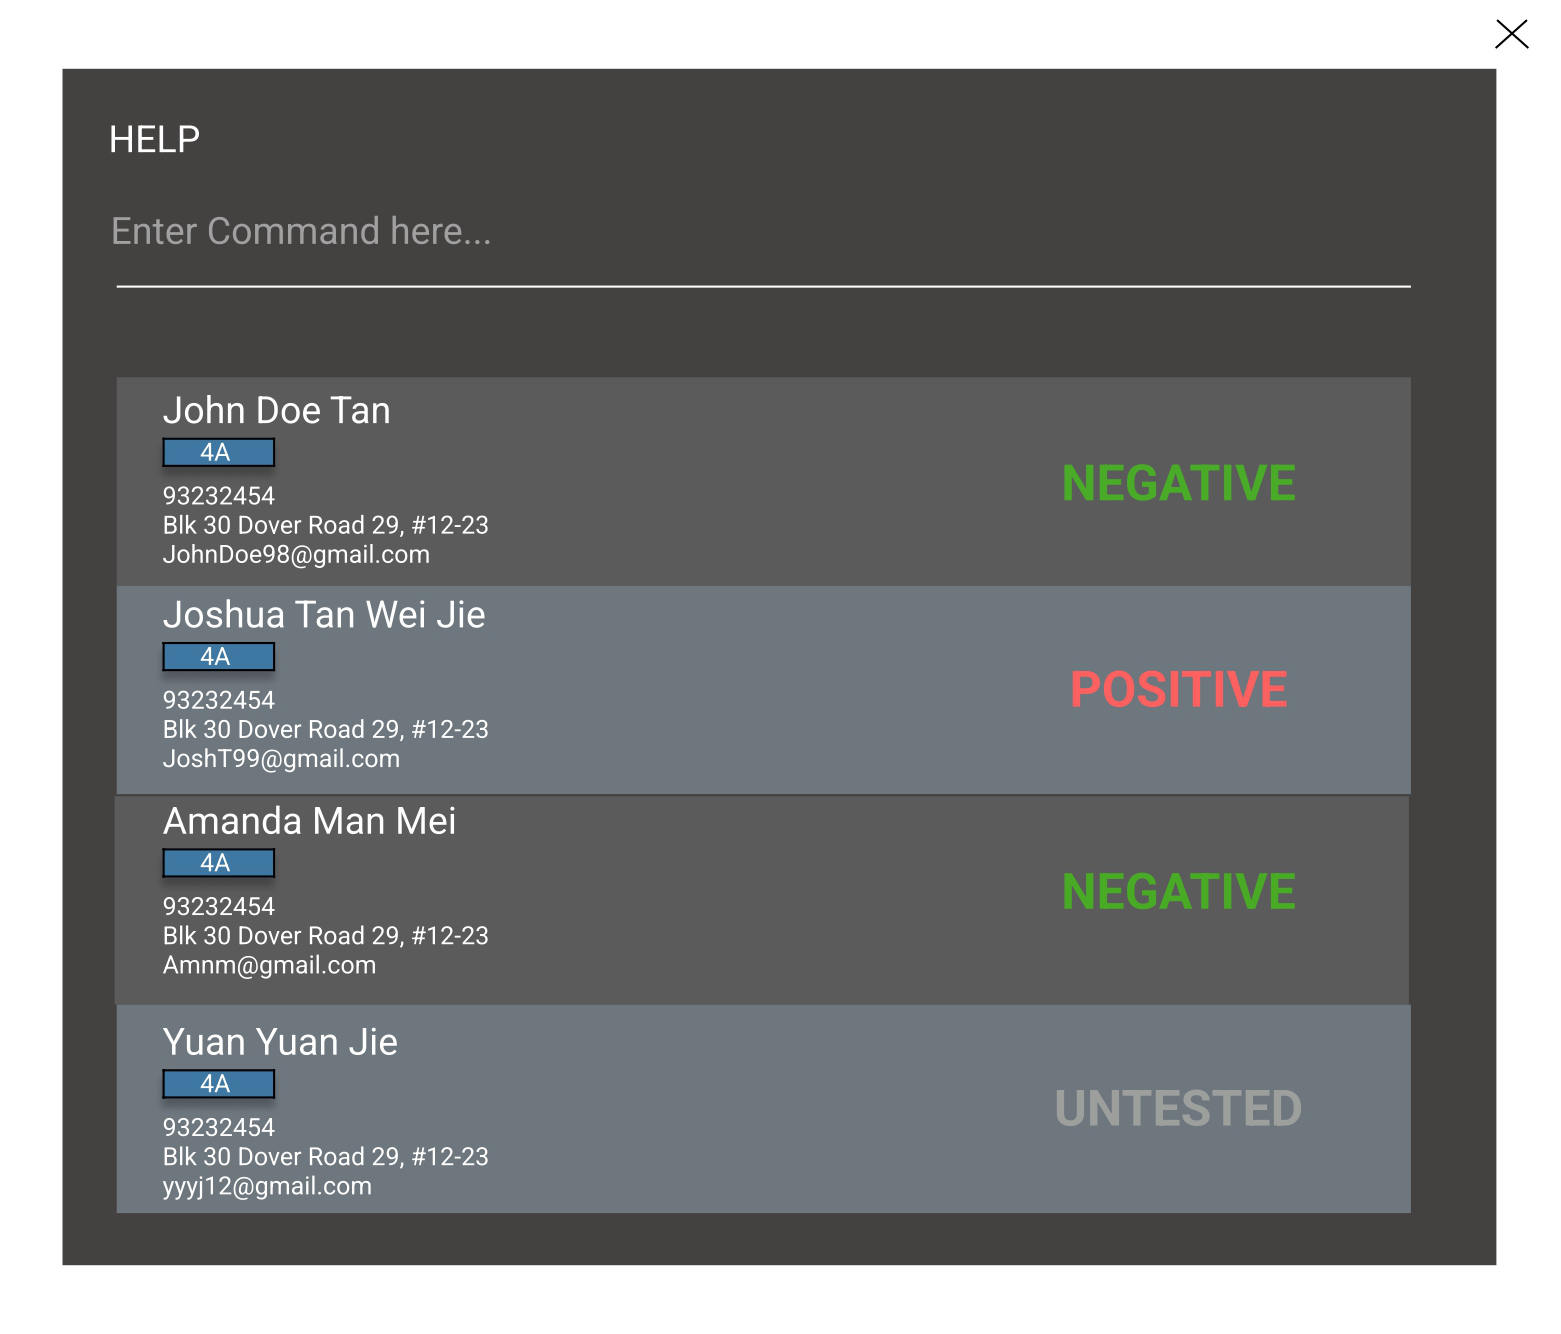 HELP
Enter Command here...
John Doe Tan
4A
93232454
Blk 30 Dover Road 29, #12-23
JohnDoe98@gmail.com
NEGATIVE
Joshua Tan Wei Jie
4A
93232454
Blk 30 Dover Road 29, #12-23
JoshT99@gmail.com
POSITIVE
Amanda Man Mei
4A
93232454
Blk 30 Dover Road 29, #12-23
Amnm@gmail.com
NEGATIVE
Yuan Yuan Jie
4A
93232454
Blk 30 Dover Road 29, #12-23
yyyj12@gmail.com
UNTESTED